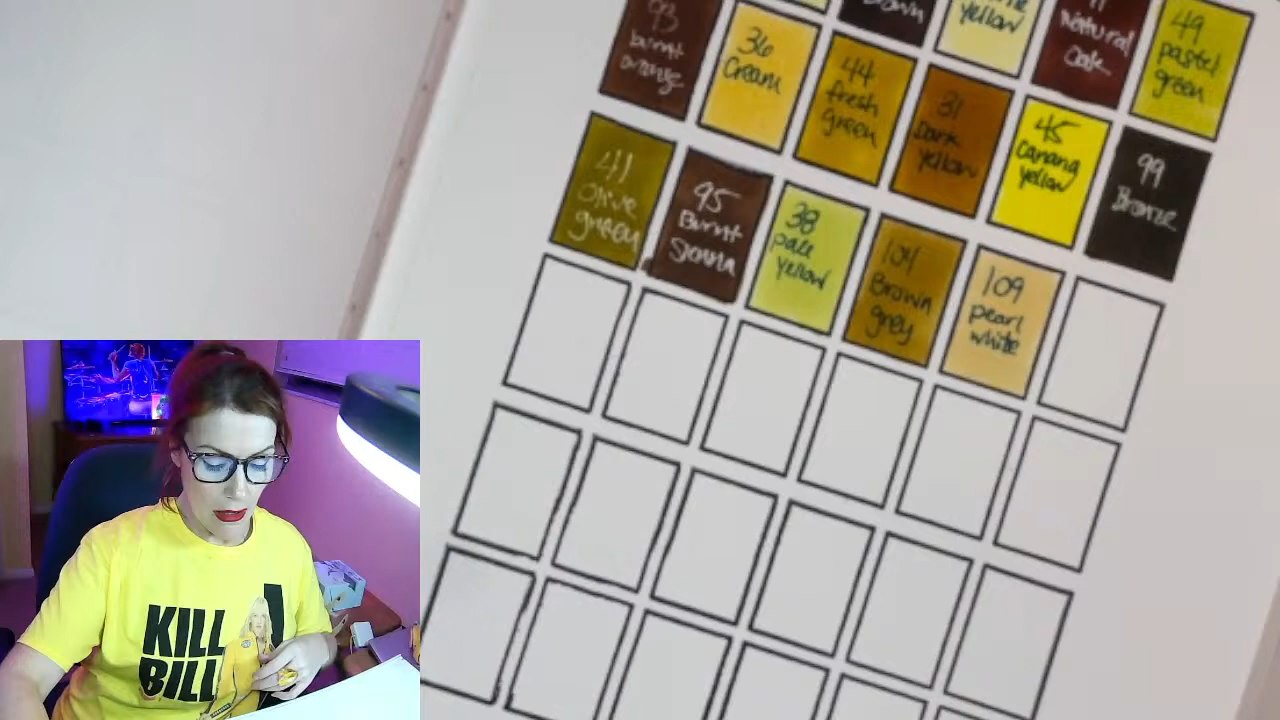 93
burnt
orange
36
Cream
44
fresh
green
31
Dark
yellow
yellow
45
Canary
yellow
Natural
Oak
99
Bronze
49
pastel
green
41
Olive
green
95
Burnt
Sienna
38
pale
yellow
104
Brown
grey
109
pearl
white
KILL
BILL